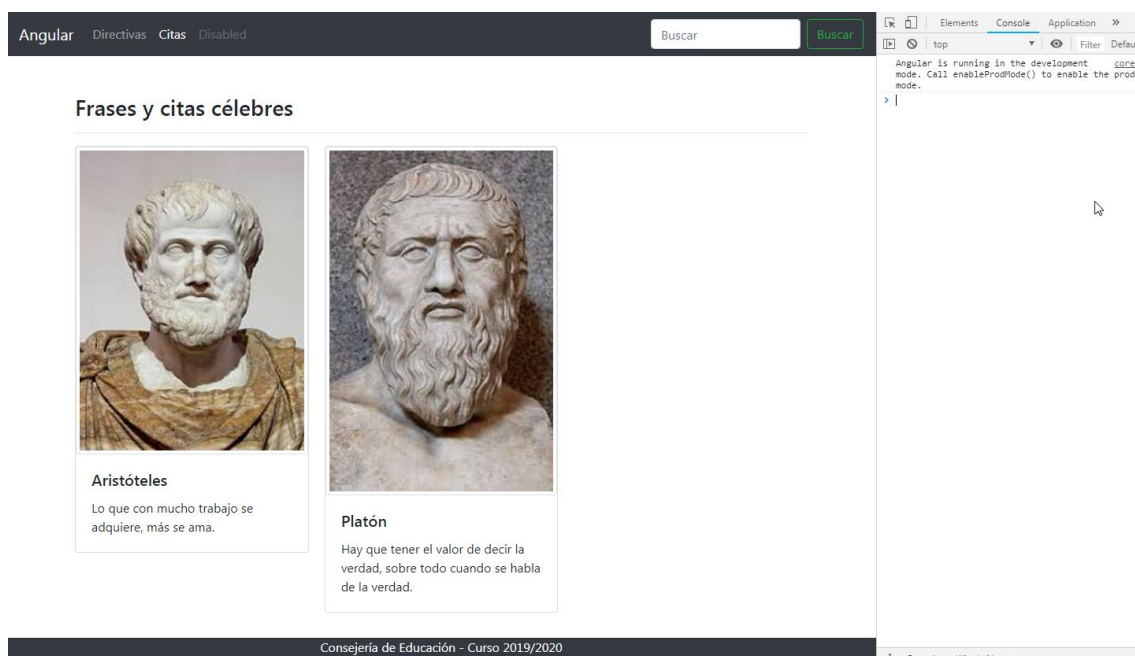 Angular Directivas Citas Disabled Buscar Buscar
Frases y citas célebres
Aristóteles
Lo que con mucho trabajo se
adquiere, más se ama.
Platón
Hay que tener el valor de decir la
verdad, sobre todo cuando se habla
de la verdad.
Consejería de Educación - Curso 2019/2020
Elements Console Application »
top Filter Defau
Angular is running in the development core
mode. Call enableProdMode() to enable the prod
mode.
>